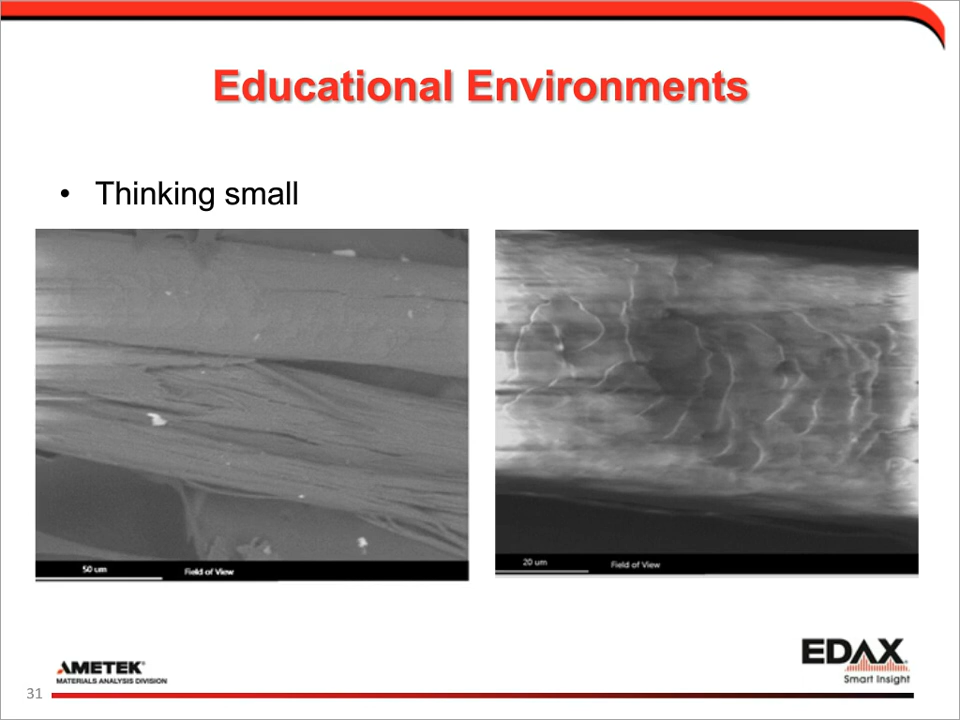 Educational Environments
• Thinking small
50 um
Field of View
20 um
Field of View
AMETEK®
MATERIALS ANALYSIS DIVISION
EDAX
Smart Insight
31